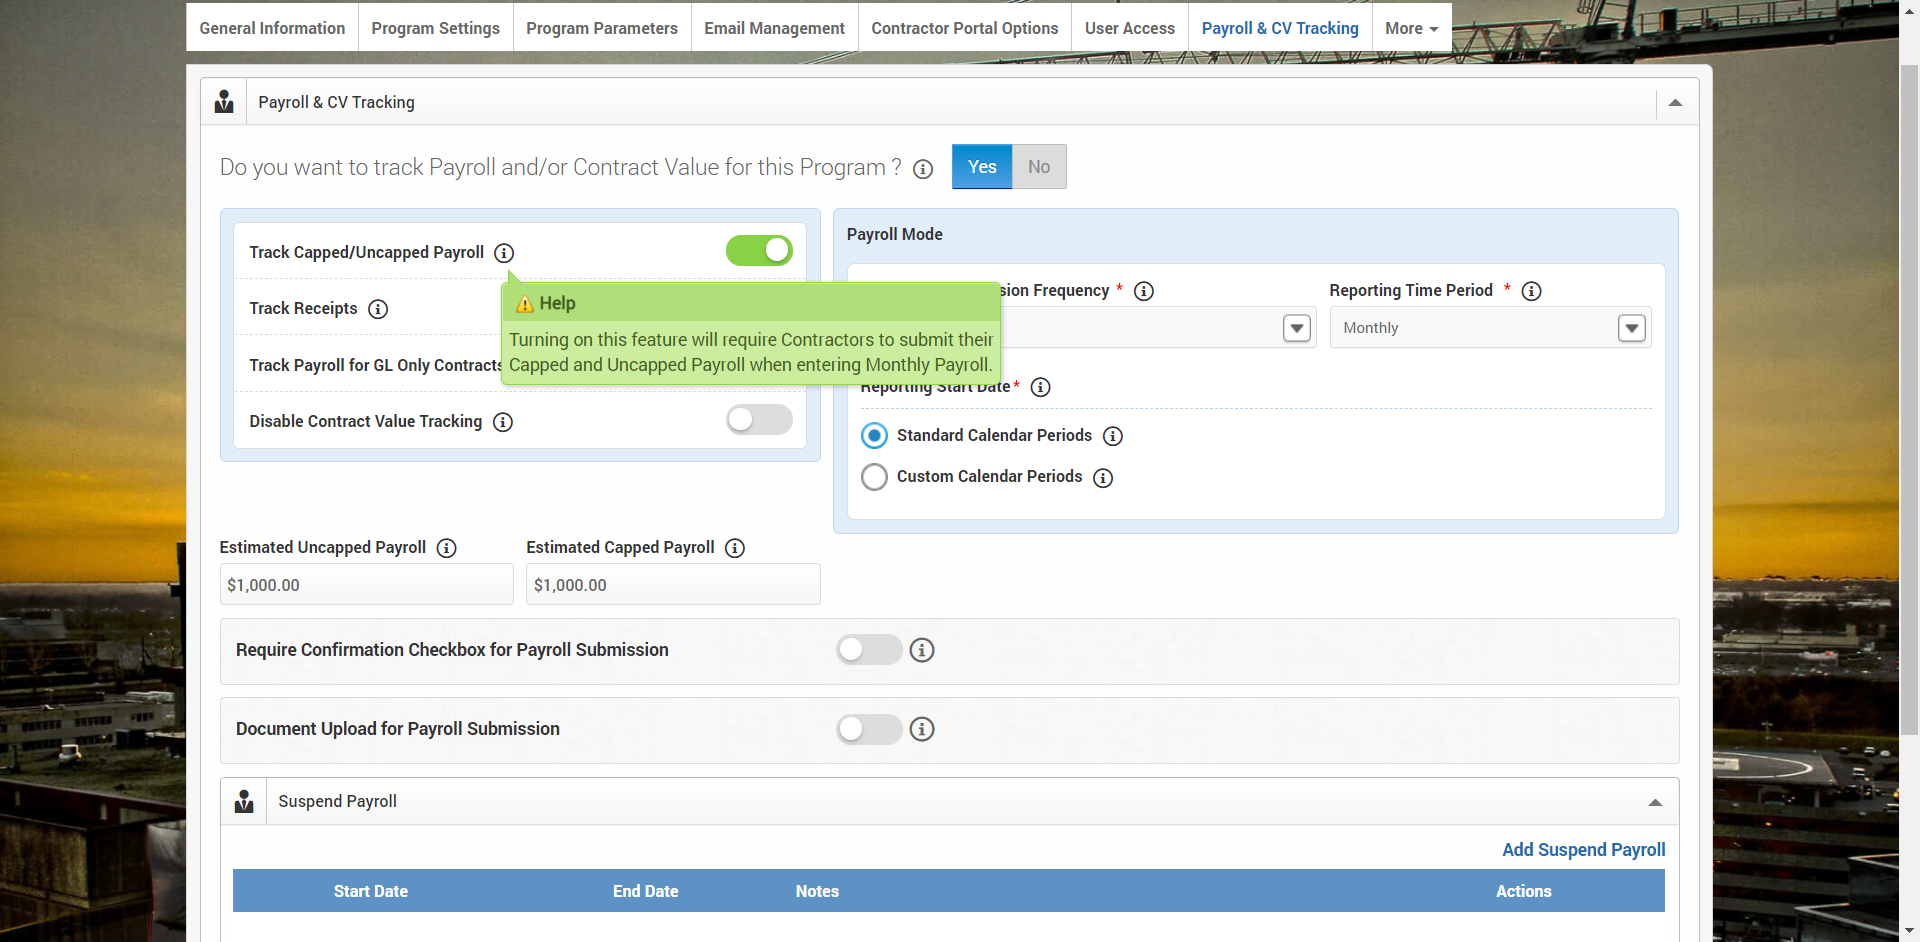 General Information
Program Settings
Program Parameters
Email Management
Contractor Portal Options
User Access
Payroll & CV Tracking
More
Payroll & CV Tracking
Do you want to track Payroll and/or Contract Value for this Program ?
Yes
No
Track Capped/Uncapped Payroll
Track Receipts
Track Payroll for GL Only Contracts
Disable Contract Value Tracking
Help
Turning on this feature will require Contractors to submit their
Capped and Uncapped Payroll when entering Monthly Payroll.
Payroll Mode
Frequency *
Reporting Time Period *
Monthly
Reporting Start Date *
Standard Calendar Periods
Custom Calendar Periods
Estimated Uncapped Payroll
Estimated Capped Payroll
$1,000.00
$1,000.00
Require Confirmation Checkbox for Payroll Submission
Document Upload for Payroll Submission
Suspend Payroll
Add Suspend Payroll
Start Date
End Date
Notes
Actions